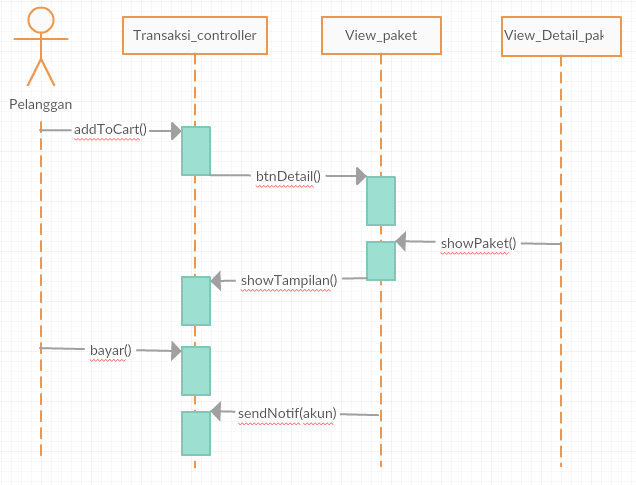 Transaksi_controller
View_paket
View_Detail_pak
Pelanggan
addToCart()
btnDetail()
showPaket()
showTampilan()
bayar()
sendNotif(akun)